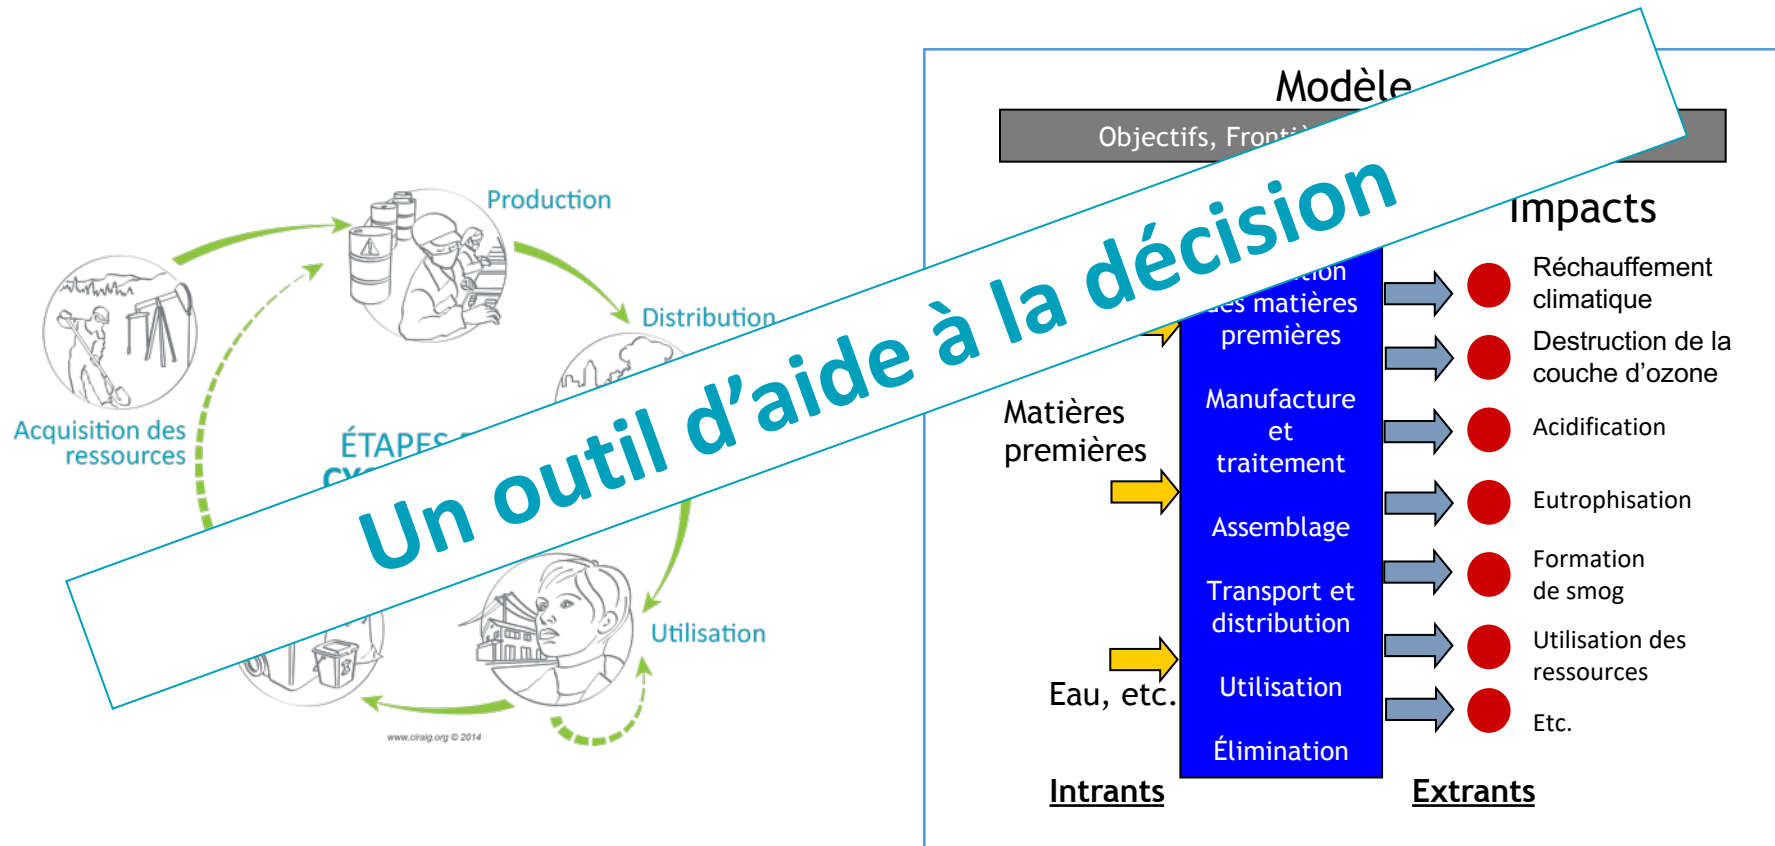 Production
Distribution
Acquisition des
ressources
ÉTAPES
Utilisation
www.ciraig.org © 2014
Un outil d’aide à la décision
Modèle
Objectifs,
Impacts
des matières
premières
Manufacture
et
traitement
Assemblage
Transport et
distribution
Utilisation
Élimination
Matières
premières
Eau, etc.
Intrants
Extrants
Réchauffement
climatique
Destruction de la
couche d’ozone
Acidification
Eutrophisation
Formation
de smog
Utilisation des
ressources
Etc.